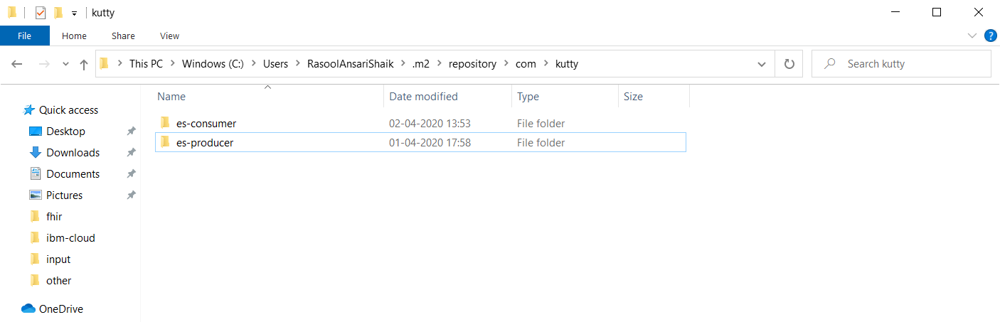 kutty
File Home Share View
?
This PC Windows (C:) Users RasoolAnsariShaik .m2 repository com kutty Search kutty
Name Date modified Type Size
Quick access
Desktop
Downloads
Documents
Pictures
fhir
ibm-cloud
input
other
OneDrive
es-consumer 02-04-2020 13:53 File folder
es-producer 01-04-2020 17:58 File folder